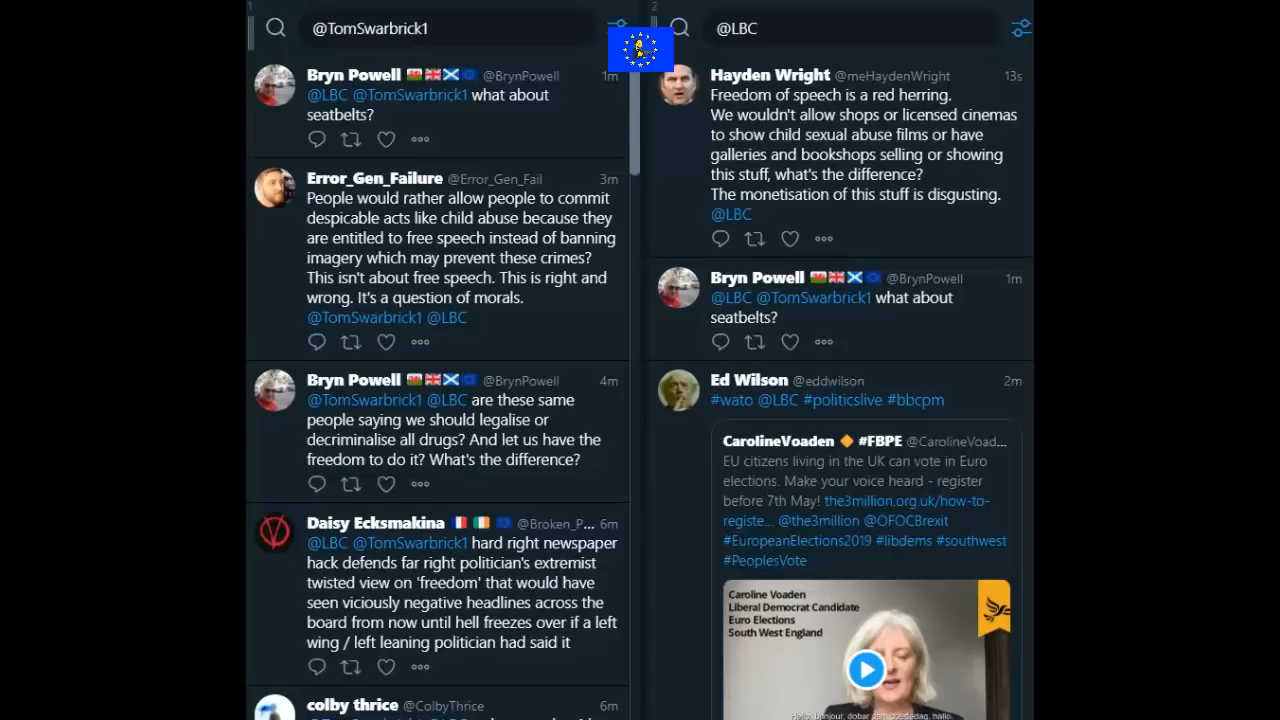 1
@TomSwarbrick1
Bryn Powell @BrynPowell 1m
@LBC @TomSwarbrick1 what about
seatbelts?
Error_Gen_Failure @Error_Gen_Fail 3m
People would rather allow people to commit
despicable acts like child abuse because they
are entitled to free speech instead of banning
imagery which may prevent these crimes?
This isn't about free speech. This is right and
wrong. It's a question of morals.
@TomSwarbrick1 @LBC
Bryn Powell @BrynPowell 4m
@TomSwarbrick1 @LBC are these same
people saying we should legalise or
decriminalise all drugs? And let us have the
freedom to do it? What's the difference?
Daisy Ecksmakina @Broken_P... 6m
@LBC @TomSwarbrick1 hard right newspaper
hack defends far right politician's extremist
twisted view on 'freedom' that would have
seen viciously negative headlines across the
board from now until hell freezes over if a left
wing / left leaning politician had said it
colby thrice @ColbyThrice 6m
2
@LBC
Hayden Wright @meHaydenWright 13s
Freedom of speech is a red herring.
We wouldn't allow shops or licensed cinemas
to show child sexual abuse films or have
galleries and bookshops selling or showing
this stuff, what's the difference?
The monetisation of this stuff is disgusting.
@LBC
Bryn Powell @BrynPowell 1m
@LBC @TomSwarbrick1 what about
seatbelts?
Ed Wilson @eddwilson 2m
#wato @LBC #politicslive #bbcpm
CarolineVoaden #FBPE @CarolineVoad...
EU citizens living in the UK can vote in Euro
elections. Make your voice heard - register
before 7th May! the3million.org.uk/how-to-
registe... @the3million @OFOCBrexit
#EuropeanElections2019 #libdems #southwest
#PeoplesVote
Caroline Voaden
Liberal Democrat Candidate
Euro Elections
South West England